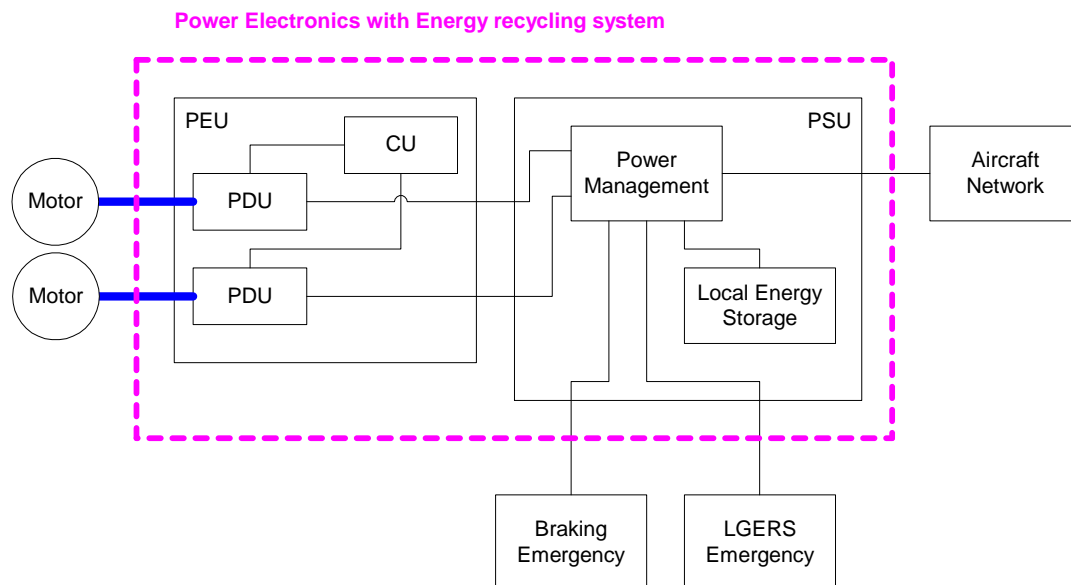 Power Electronics with Energy recycling system
PEU
PSU
CU
Power
Management
Aircraft
Network
Motor
PDU
Motor
PDU
Local Energy
Storage
Braking
Emergency
LGERS
Emergency